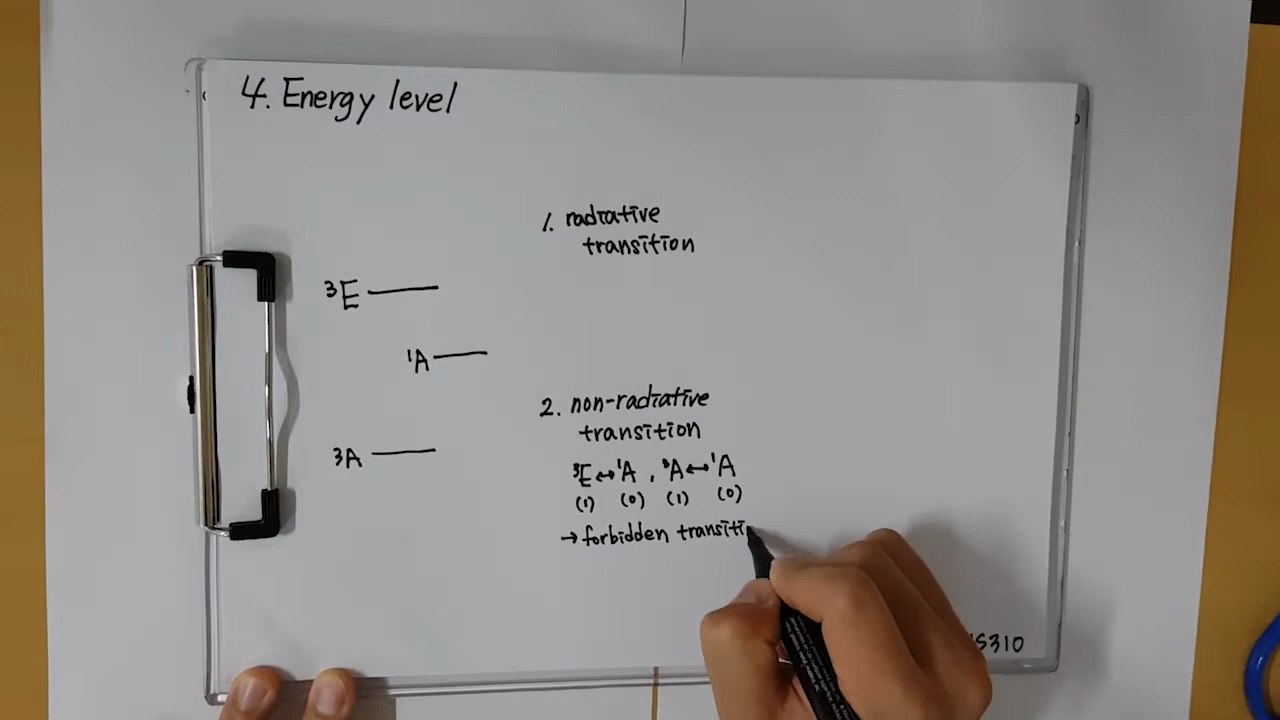 4. Energy level
1. radiative
transition
³E
¹A
³A
2. non-radiative
transition
³E↔¹A, ³A↔¹A
(1) (0) (1) (0)
→ forbidden transiti
S310